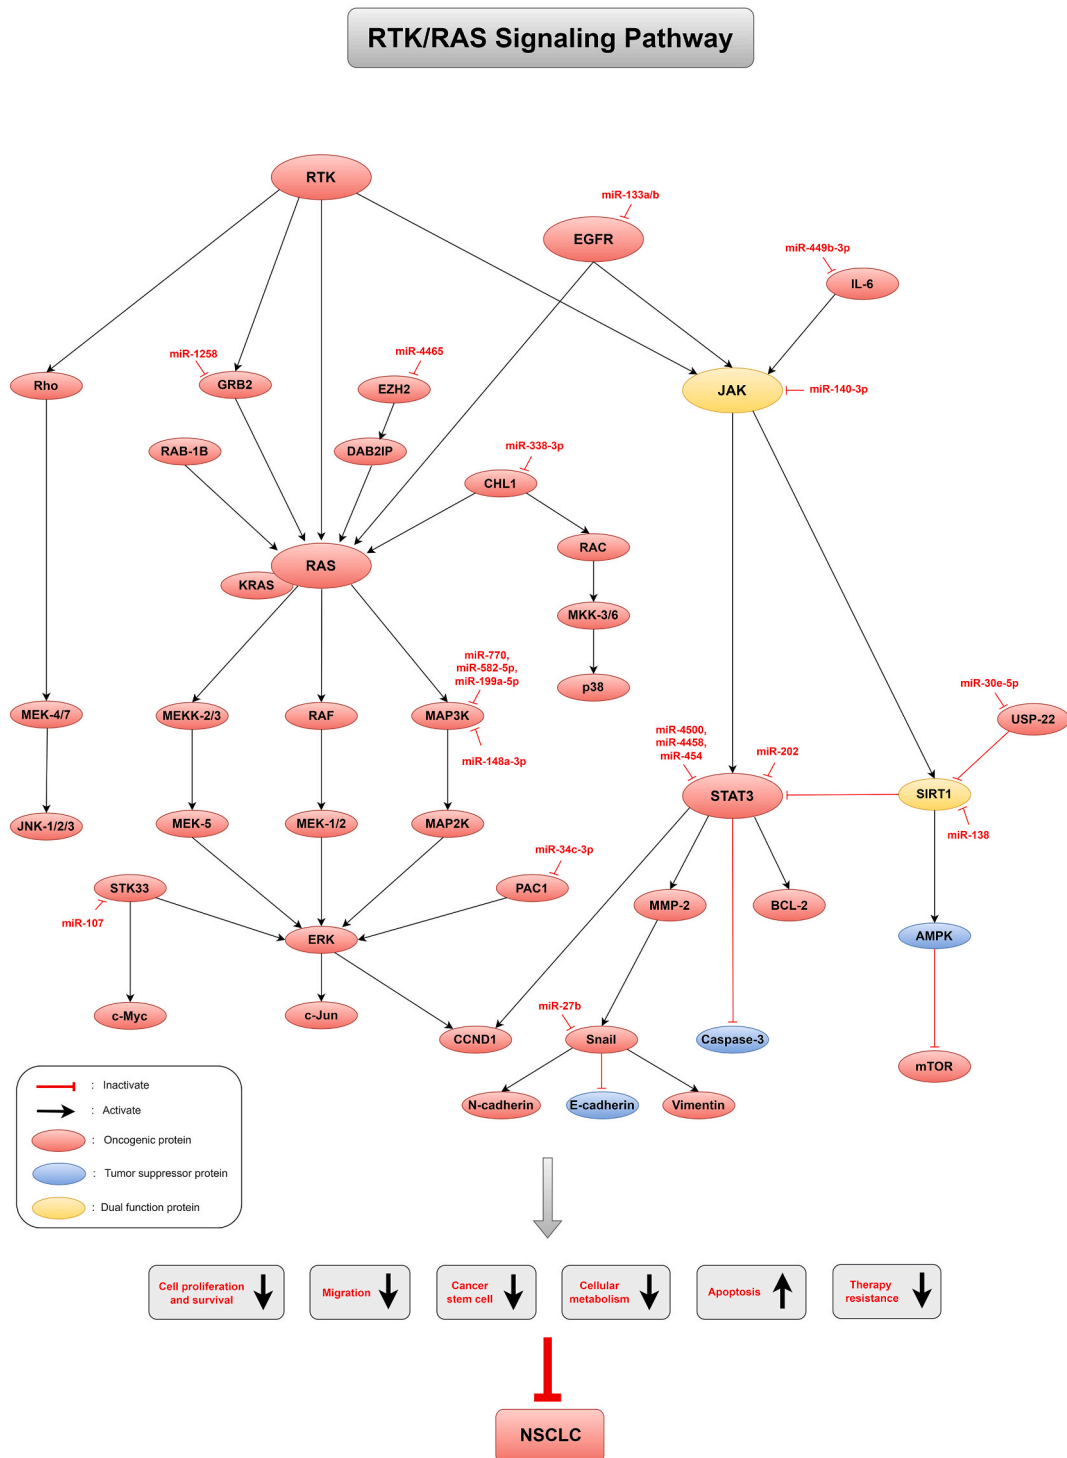 RTK/RAS Signaling Pathway
RTK
miR-133a/b
EGFR
miR-449b-3p
IL-6
miR-1258
miR-4465
Rho
GRB2
EZH2
JAK
miR-140-3p
RAB-1B
DAB2IP
miR-338-3p
CHL1
RAC
RAS
KRAS
MKK-3/6
miR-770,
miR-582-5p,
miR-199a-5p
p38
miR-30e-5p
MEK-4/7
MEKK-2/3
RAF
MAP3K
USP-22
miR-4500,
miR-4458,
miR-454
miR-202
miR-148a-3p
STAT3
SIRT1
JNK-1/2/3
MEK-5
MEK-1/2
MAP2K
miR-138
miR-34c-3p
STK33
PAC1
miR-107
MMP-2
BCL-2
ERK
AMPK
miR-27b
c-Myc
c-Jun
CCND1
Snail
Caspase-3
mTOR
N-cadherin
E-cadherin
Vimentin
: Inactivate
: Activate
: Oncogenic protein
: Tumor suppressor protein
: Dual function protein
Cell proliferation
and survival
Migration
Cancer
stem cell
Cellular
metabolism
Apoptosis
Therapy
resistance
NSCLC